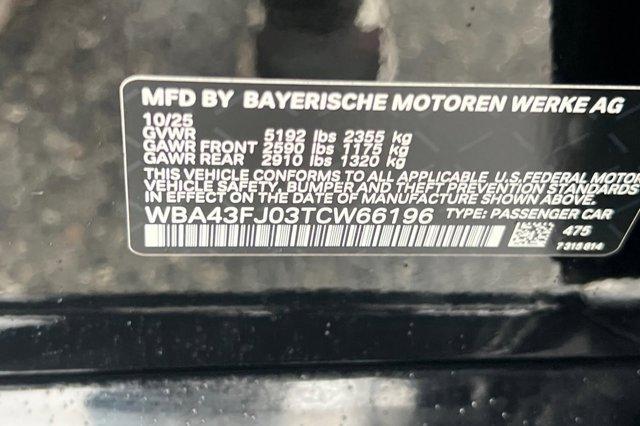 MFD BY BAYERISCHE MOTOREN WERKE AG
10/25
GVWR 5192 lbs 2355 kg
GAWR FRONT 2590 lbs 1175 kg
GAWR REAR 2910 lbs 1320 kg
THIS VEHICLE CONFORMS TO ALL APPLICABLE U.S.FEDERAL MOTOR
VEHICLE SAFETY, BUMPER AND THEFT PREVENTION STANDARDS
IN EFFECT ON THE DATE OF MANUFACTURE SHOWN ABOVE.
WBA43FJ03TCW66196 TYPE: PASSENGER CAR
475
7 318 614